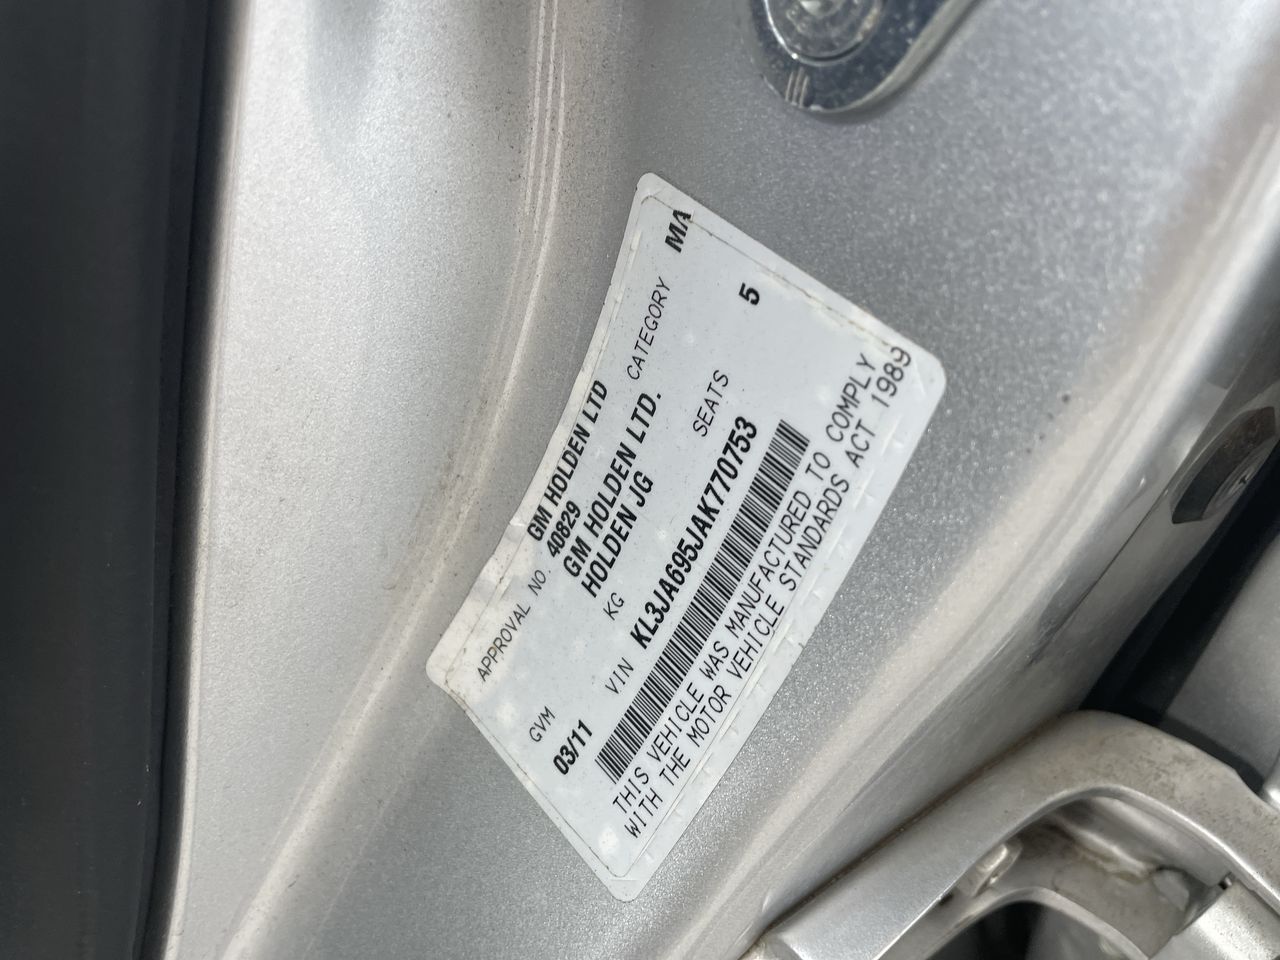 GM HOLDEN LTD
APPROVAL NO. 40829 CATEGORY MA
GM HOLDEN LTD.
HOLDEN JG
GVM KG SEATS 5
03/11 VIN KL3JA695JAK770753
THIS VEHICLE WAS MANUFACTURED TO COMPLY
WITH THE MOTOR VEHICLE STANDARDS ACT 1989